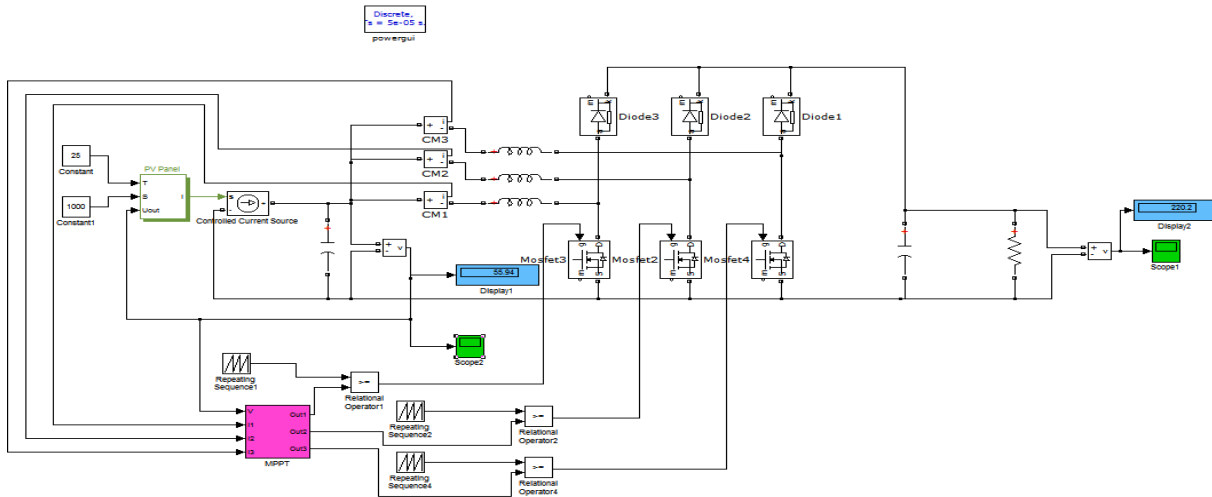 Discrete,
Ts = 5e-05 s.
powergui
Diode3
Diode2
Diode1
i
+
-
CM3
i
+
-
CM2
i
+
-
CM1
25
Constant
1000
Constant1
PV Panel
T
S
Uout
i
s
-
+
Controlled Current Source
+
-
v
55.94
Display1
Scope2
Mosfet3
Mosfet2
Mosfet4
g
D
m
S
g
D
m
S
g
D
m
S
+
-
v
220.2
Display2
Scope1
Repeating
Sequence1
>=
Relational
Operator1
V
I1
I2
I3
Out1
Out2
Out3
MPPT
Repeating
Sequence2
>=
Relational
Operator2
Repeating
Sequence4
>=
Relational
Operator4